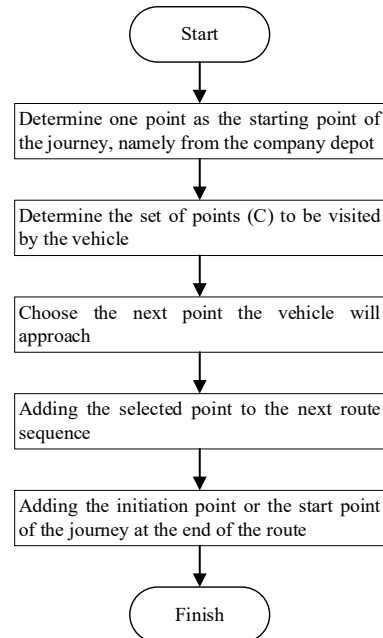 Start
Determine one point as the starting point of
the journey, namely from the company depot
Determine the set of points (C) to be visited
by the vehicle
Choose the next point the vehicle will
approach
Adding the selected point to the next route
sequence
Adding the initiation point or the start point
of the journey at the end of the route
Finish